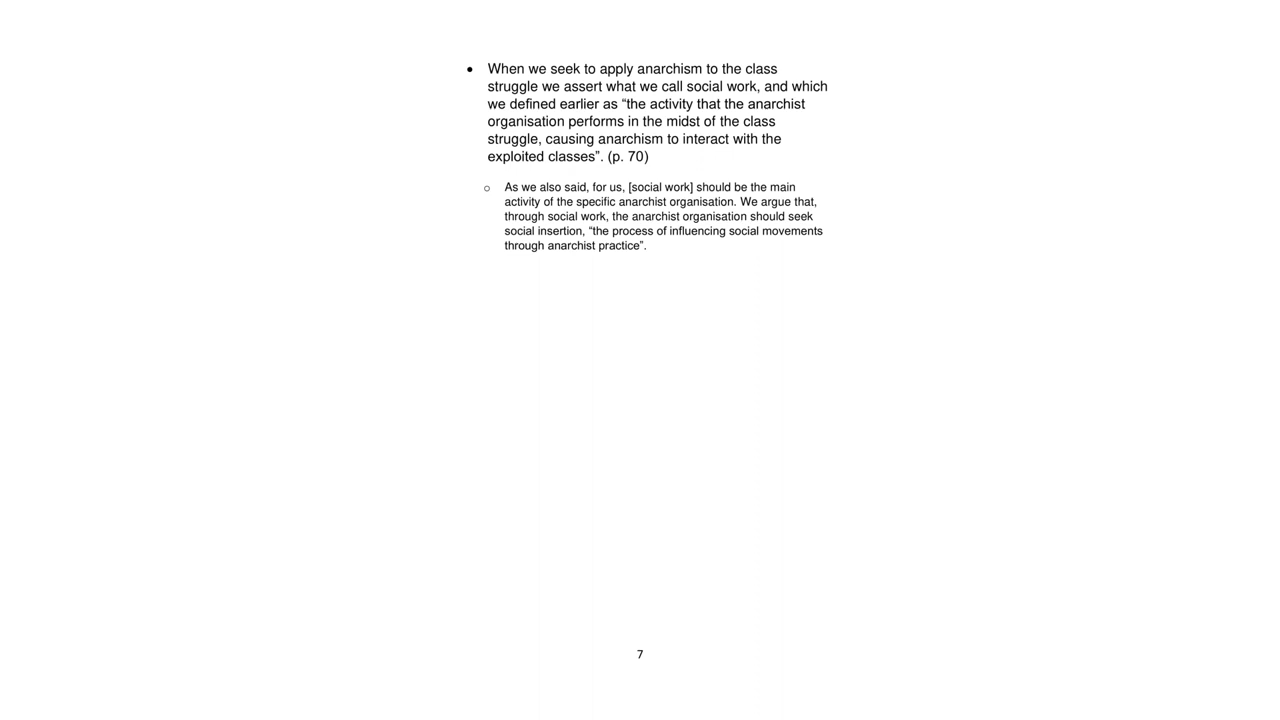 • When we seek to apply anarchism to the class
struggle we assert what we call social work, and which
we defined earlier as “the activity that the anarchist
organisation performs in the midst of the class
struggle, causing anarchism to interact with the
exploited classes”. (p. 70)
o As we also said, for us, [social work] should be the main
activity of the specific anarchist organisation. We argue that,
through social work, the anarchist organisation should seek
social insertion, “the process of influencing social movements
through anarchist practice”.
7